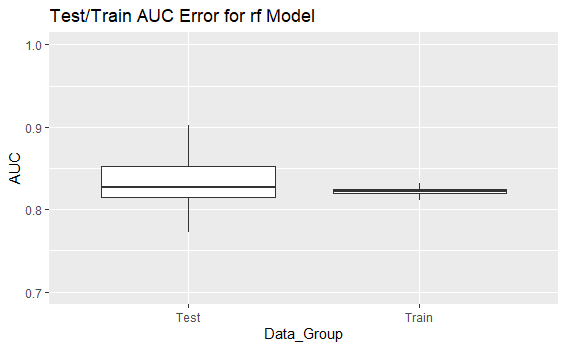 Test/Train AUC Error for rf Model
1.0
0.9
0.8
0.7
AUC
Test
Train
Data_Group